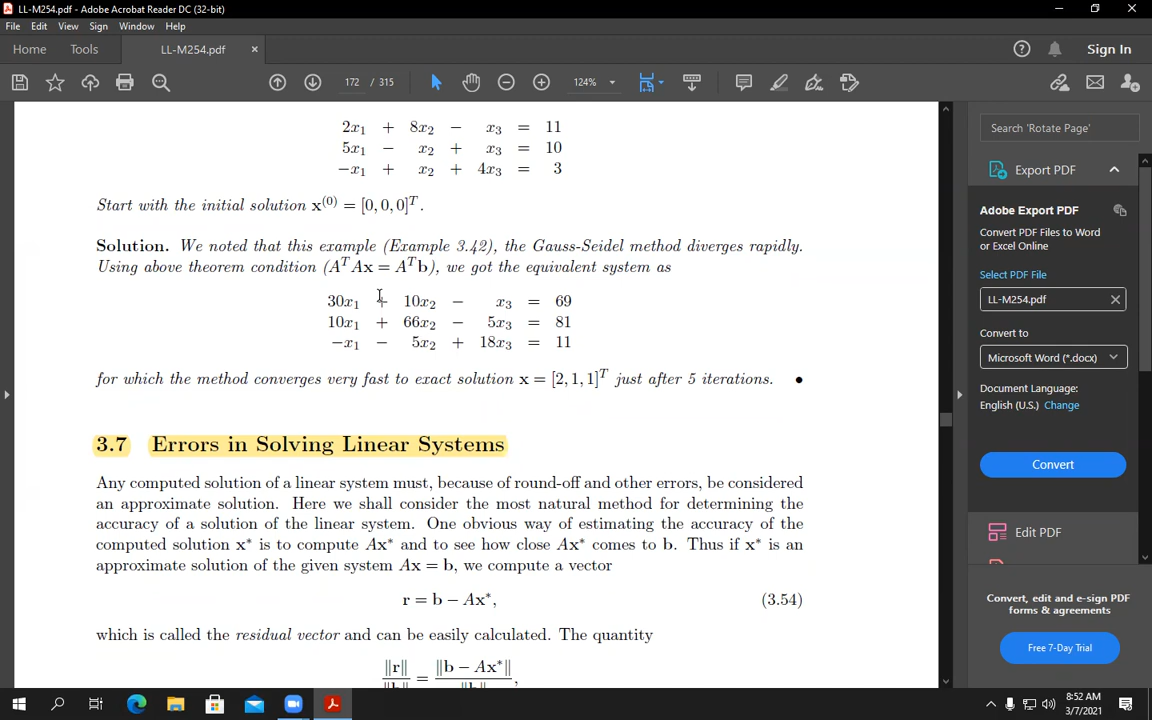 LL-M254.pdf - Adobe Acrobat Reader DC (32-bit)
File Edit View Sign Window Help
Home Tools LL-M254.pdf × Sign In
172 / 315 124%
2x₁ + 8x₂ − x₃ = 11
5x₁ − x₂ + x₃ = 10
−x₁ + x₂ + 4x₃ = 3
Start with the initial solution x⁽⁰⁾ = [0, 0, 0]ᵀ.
Solution. We noted that this example (Example 3.42), the Gauss-Seidel method diverges rapidly.
Using above theorem condition (AᵀAx = Aᵀb), we got the equivalent system as
30x₁ + 10x₂ − x₃ = 69
10x₁ + 66x₂ − 5x₃ = 81
−x₁ − 5x₂ + 18x₃ = 11
for which the method converges very fast to exact solution x = [2, 1, 1]ᵀ just after 5 iterations. •
3.7 Errors in Solving Linear Systems
Any computed solution of a linear system must, because of round-off and other errors, be considered
an approximate solution. Here we shall consider the most natural method for determining the
accuracy of a solution of the linear system. One obvious way of estimating the accuracy of the
computed solution x* is to compute Ax* and to see how close Ax* comes to b. Thus if x* is an
approximate solution of the given system Ax = b, we compute a vector
r = b − Ax*, (3.54)
which is called the residual vector and can be easily calculated. The quantity
‖r‖ ‖b − Ax*‖
‖b‖ = ‖b‖ ,
Search 'Rotate Page'
Export PDF
Adobe Export PDF
Convert PDF Files to Word
or Excel Online
Select PDF File
LL-M254.pdf ×
Convert to
Microsoft Word (*.docx)
Document Language:
English (U.S.) Change
Convert
Edit PDF
Convert, edit and e-sign PDF
forms & agreements
Free 7-Day Trial
8:52 AM
3/7/2021